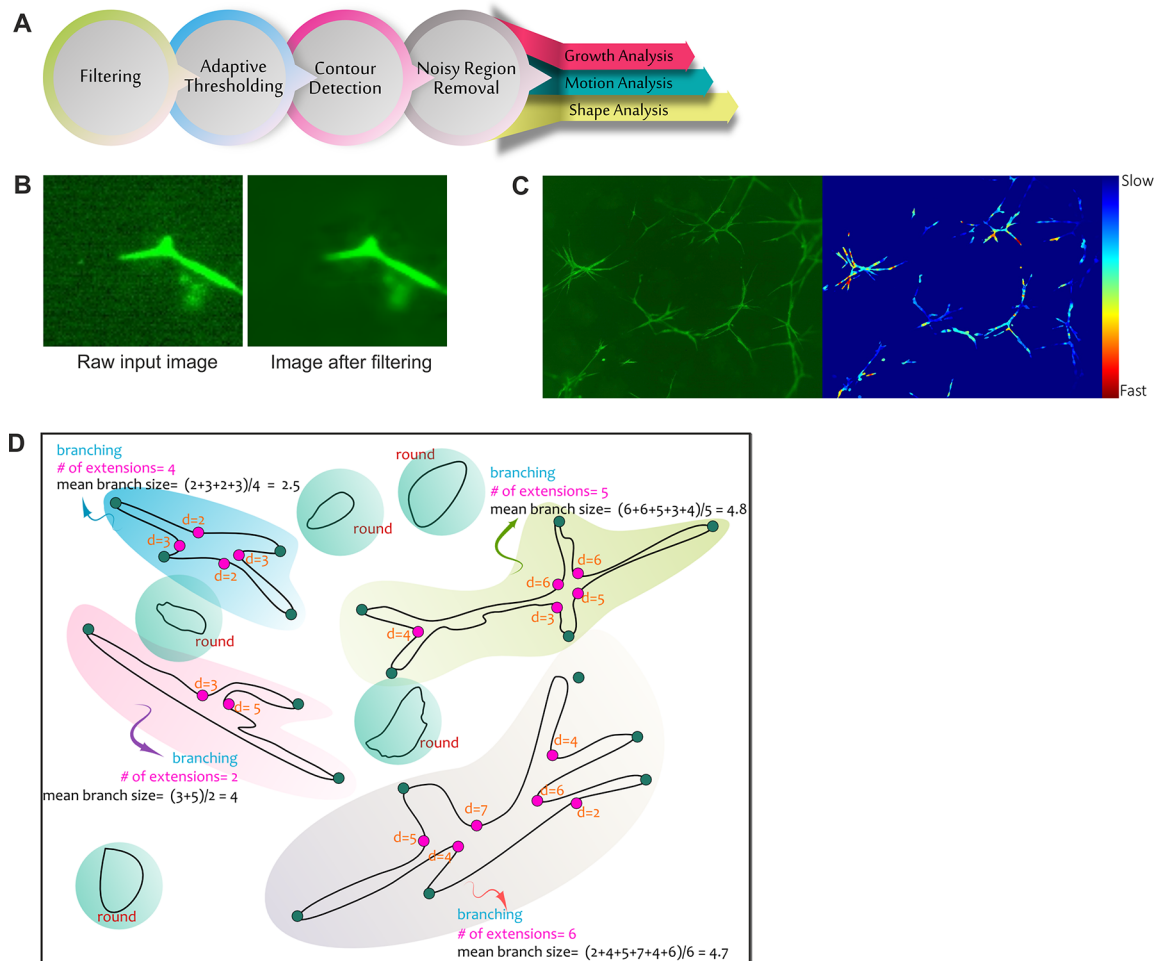 A
Filtering
Adaptive
Thresholding
Contour
Detection
Noisy Region
Removal
Growth Analysis
Motion Analysis
Shape Analysis
B
Raw input image
Image after filtering
C
Slow
Fast
D
branching
# of extensions= 4
mean branch size= (2+3+2+3)/4 = 2.5
d=2
d=3
d=3
d=2
round
round
branching
# of extensions= 5
mean branch size= (6+6+5+3+4)/5 = 4.8
d=6
d=6
d=5
d=3
d=4
round
d=3
d= 5
branching
# of extensions= 2
mean branch size= (3+5)/2 = 4
round
d=4
d=6
d=2
d=7
d=5
d=4
round
branching
# of extensions= 6
mean branch size= (2+4+5+7+4+6)/6 = 4.7